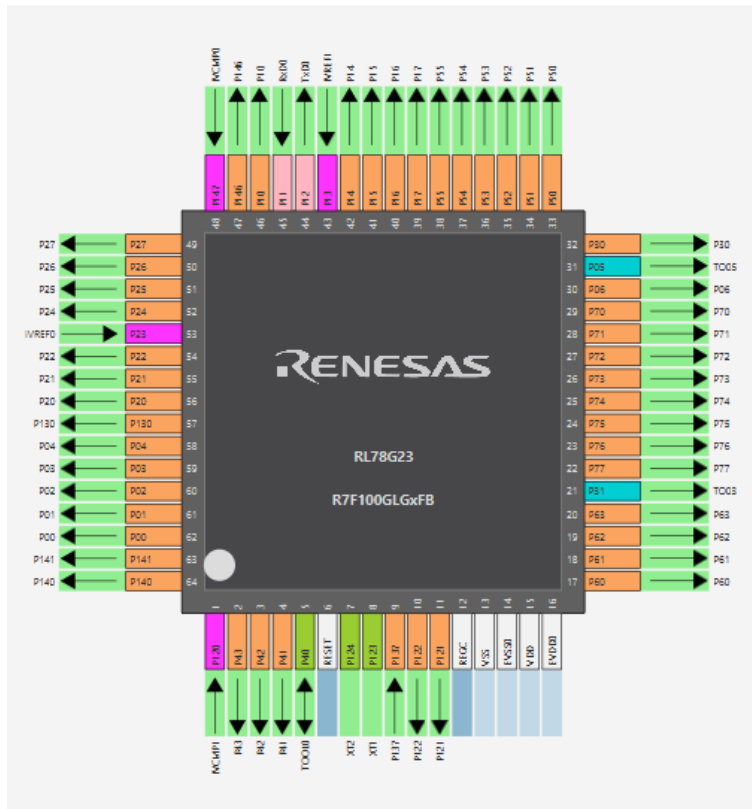 IVCMP0 P146 P10 RxD0 TxD0 IVREF1 P14 P15 P16 P17 P55 P54 P53 P52 P51 P50
P147 P146 P10 P11 P12 P13 P14 P15 P16 P17 P55 P54 P53 P52 P51 P50
48 47 46 45 44 43 42 41 40 39 38 37 36 35 34 33
P27 P27 49 32 P30 P30
P26 P26 50 31 P05 TO05
P25 P25 51 30 P06 P06
P24 P24 52 29 P70 P70
IVREF0 P23 53 28 P71 P71
P22 P22 54 27 P72 P72
P21 P21 55 26 P73 P73
P20 P20 56 25 P74 P74
P130 P130 57 24 P75 P75
P04 P04 58 23 P76 P76
P03 P03 59 22 P77 P77
P02 P02 60 21 P31 TO03
P01 P01 61 20 P63 P63
P00 P00 62 19 P62 P62
P141 P141 63 18 P61 P61
P140 P140 64 17 P60 P60
RENESAS
RL78G23
R7F100GLGxFB
1 2 3 4 5 6 7 8 9 10 11 12 13 14 15 16
P120 P43 P42 P41 P40 RESET P124 P123 P137 P122 P121 REGC VSS EVSS0 VDD EVDD0
IVCMP1 P43 P42 P41 TOOL0 XT2 XT1 P137 P122 P121